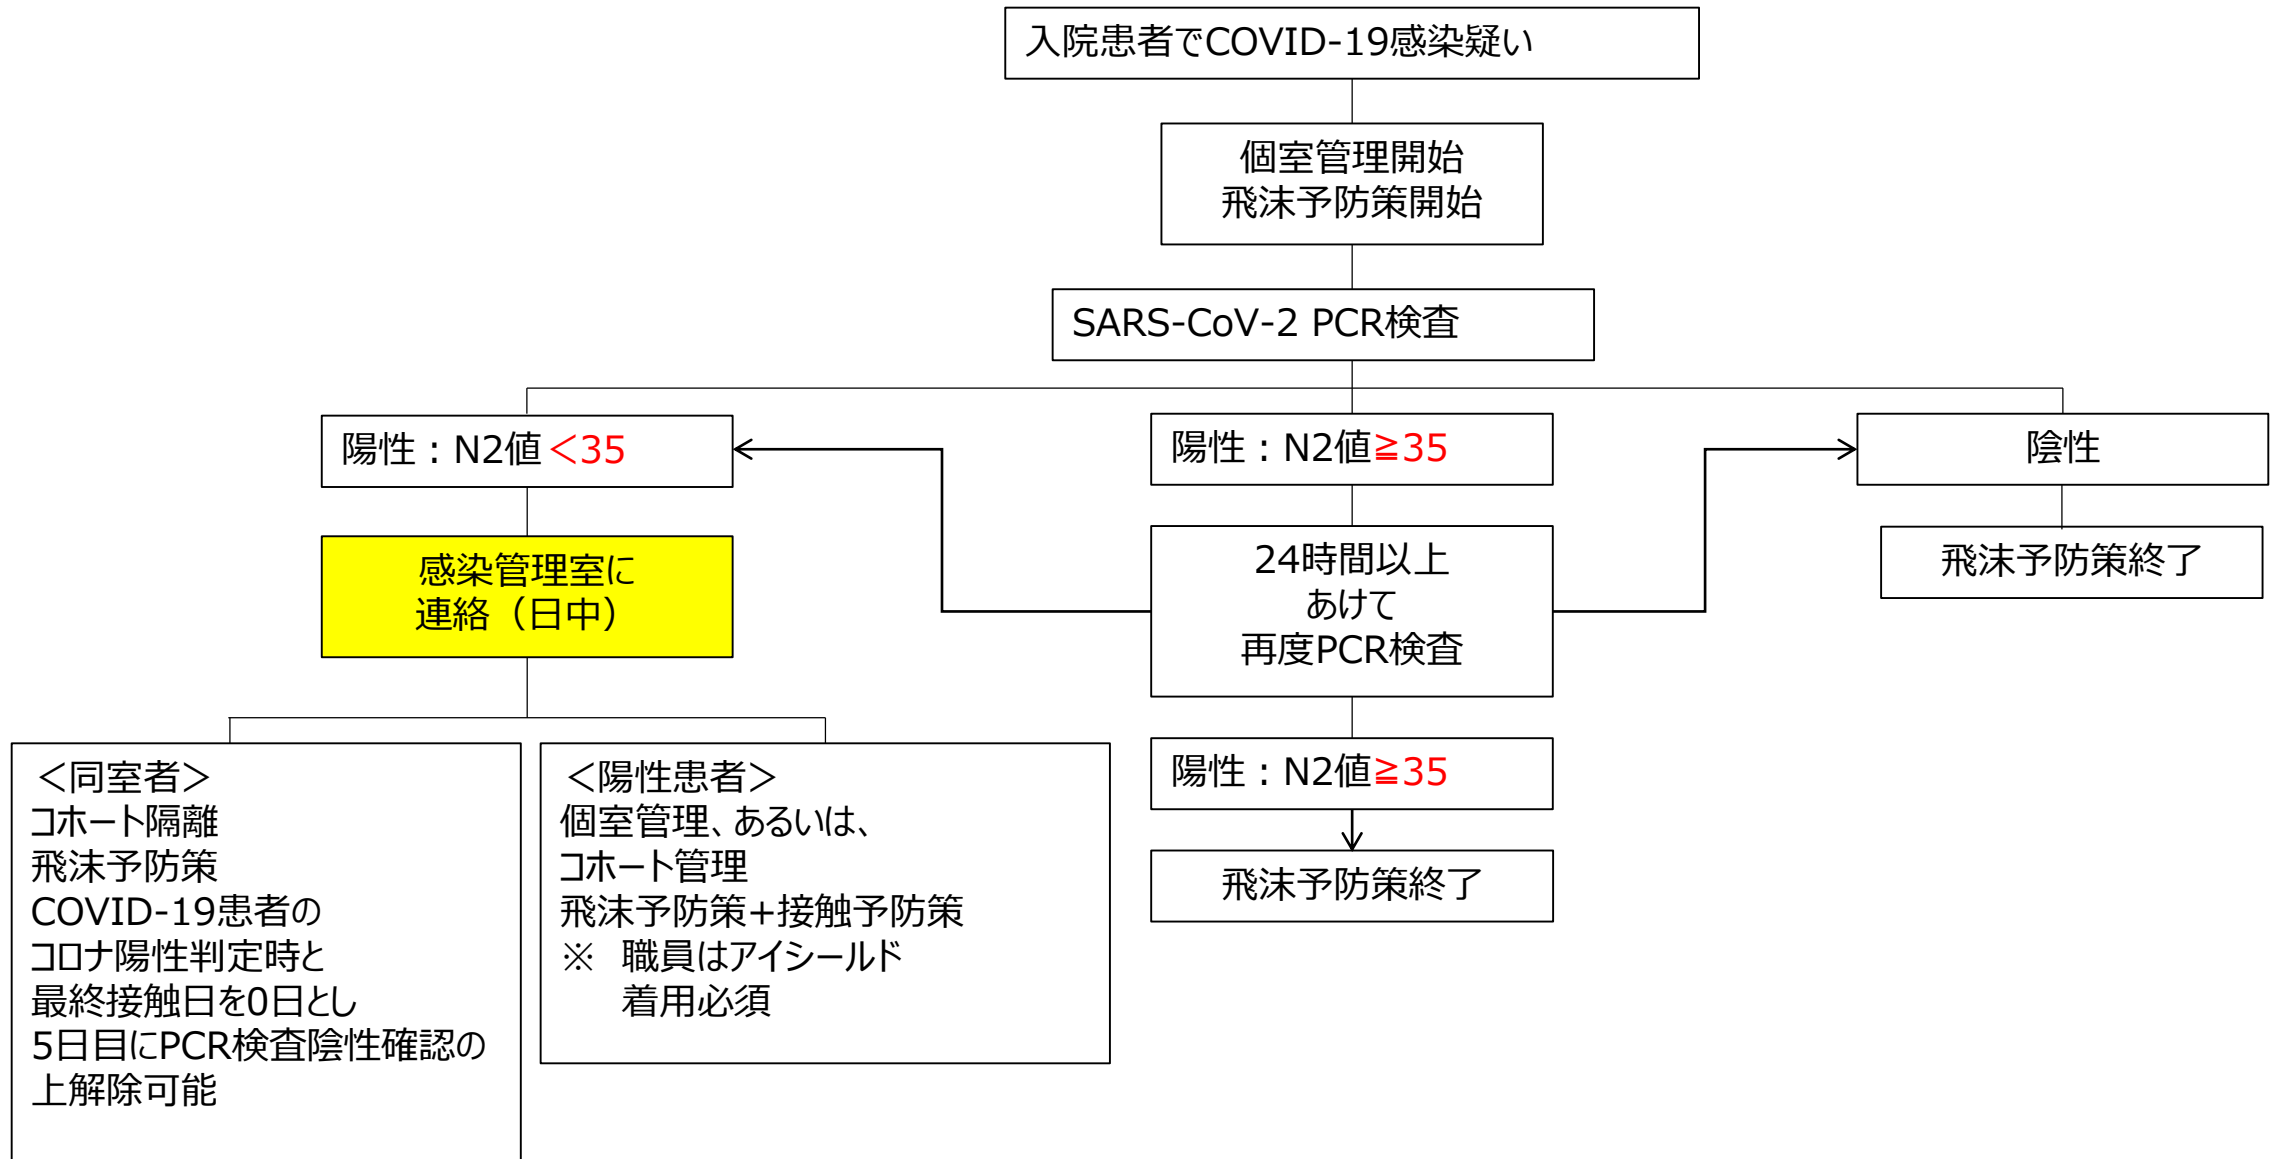 入院患者でCOVID-19感染疑い
個室管理開始
飛沫予防策開始
SARS-CoV-2 PCR検査
陽性：N2値＜35
陽性：N2値≧35
陰性
感染管理室に
連絡（日中）
24時間以上
あけて
再度PCR検査
飛沫予防策終了
陽性：N2値≧35
飛沫予防策終了
＜同室者＞
コホート隔離
飛沫予防策
COVID-19患者の
コロナ陽性判定時と
最終接触日を0日とし
5日目にPCR検査陰性確認の
上解除可能
＜陽性患者＞
個室管理、あるいは、
コホート管理
飛沫予防策+接触予防策
※　職員はアイシールド
着用必須